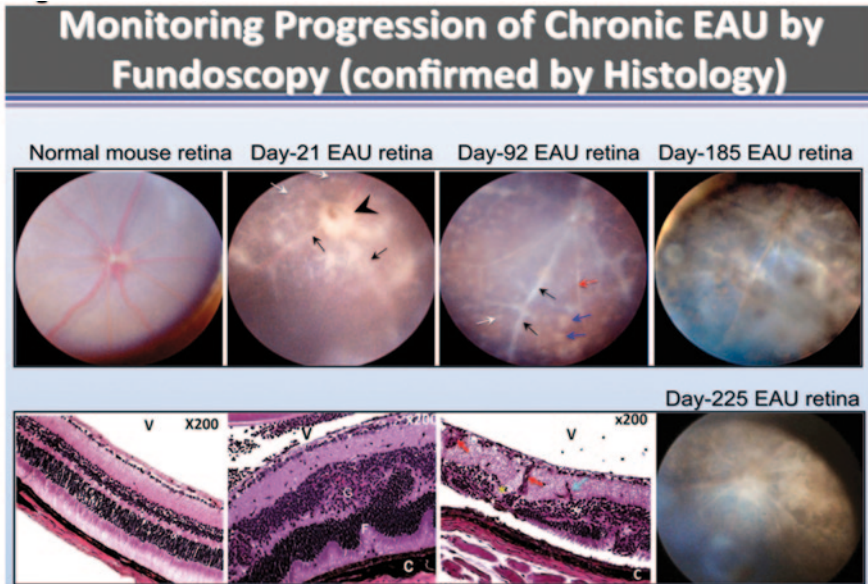 Monitoring Progression of Chronic EAU by
Fundoscopy (confirmed by Histology)
Normal mouse retina Day-21 EAU retina Day-92 EAU retina Day-185 EAU retina
V X200 V x200 V x200 Day-225 EAU retina
G
F
C C